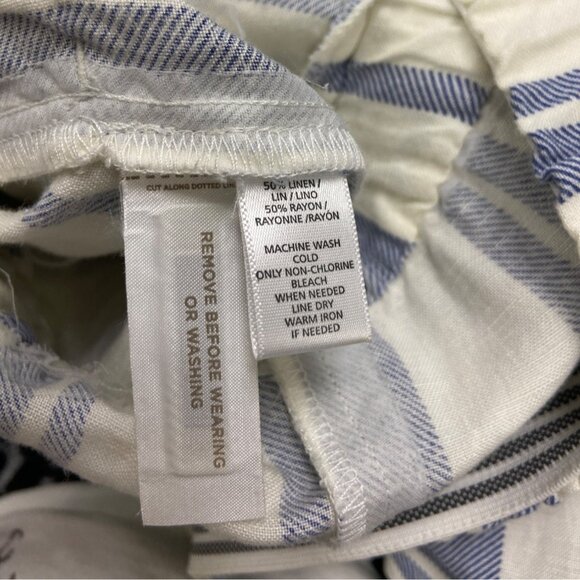 CUT ALONG DOTTED LINE
REMOVE BEFORE WEARING
OR WASHING
50% LINEN /
LIN / LINO
50% RAYON /
RAYONNE /RAYÓN
MACHINE WASH
COLD
ONLY NON-CHLORINE
BLEACH
WHEN NEEDED
LINE DRY
WARM IRON
IF NEEDED